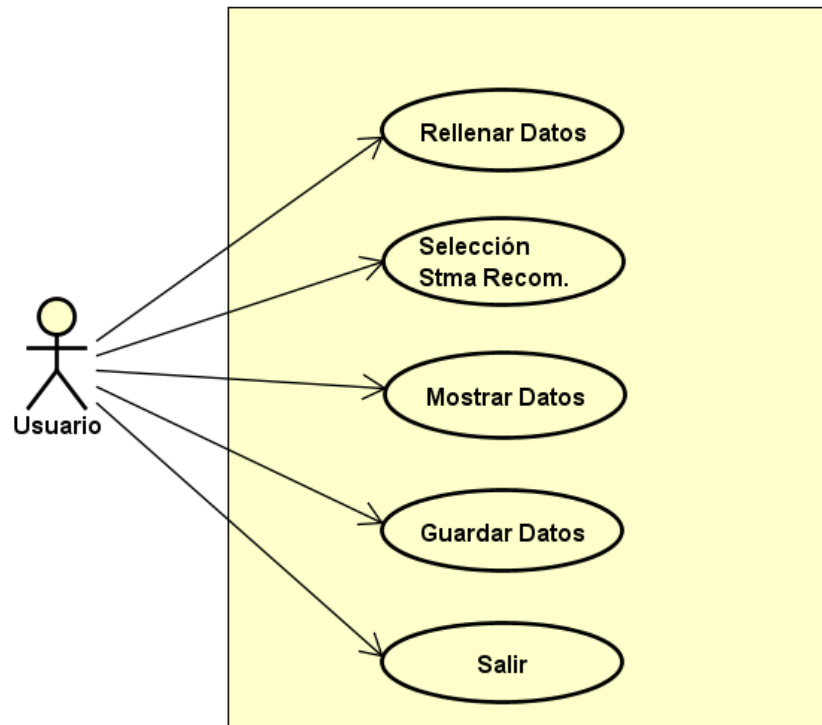 Rellenar Datos
Selección
Stma Recom.
Mostrar Datos
Usuario
Guardar Datos
Salir